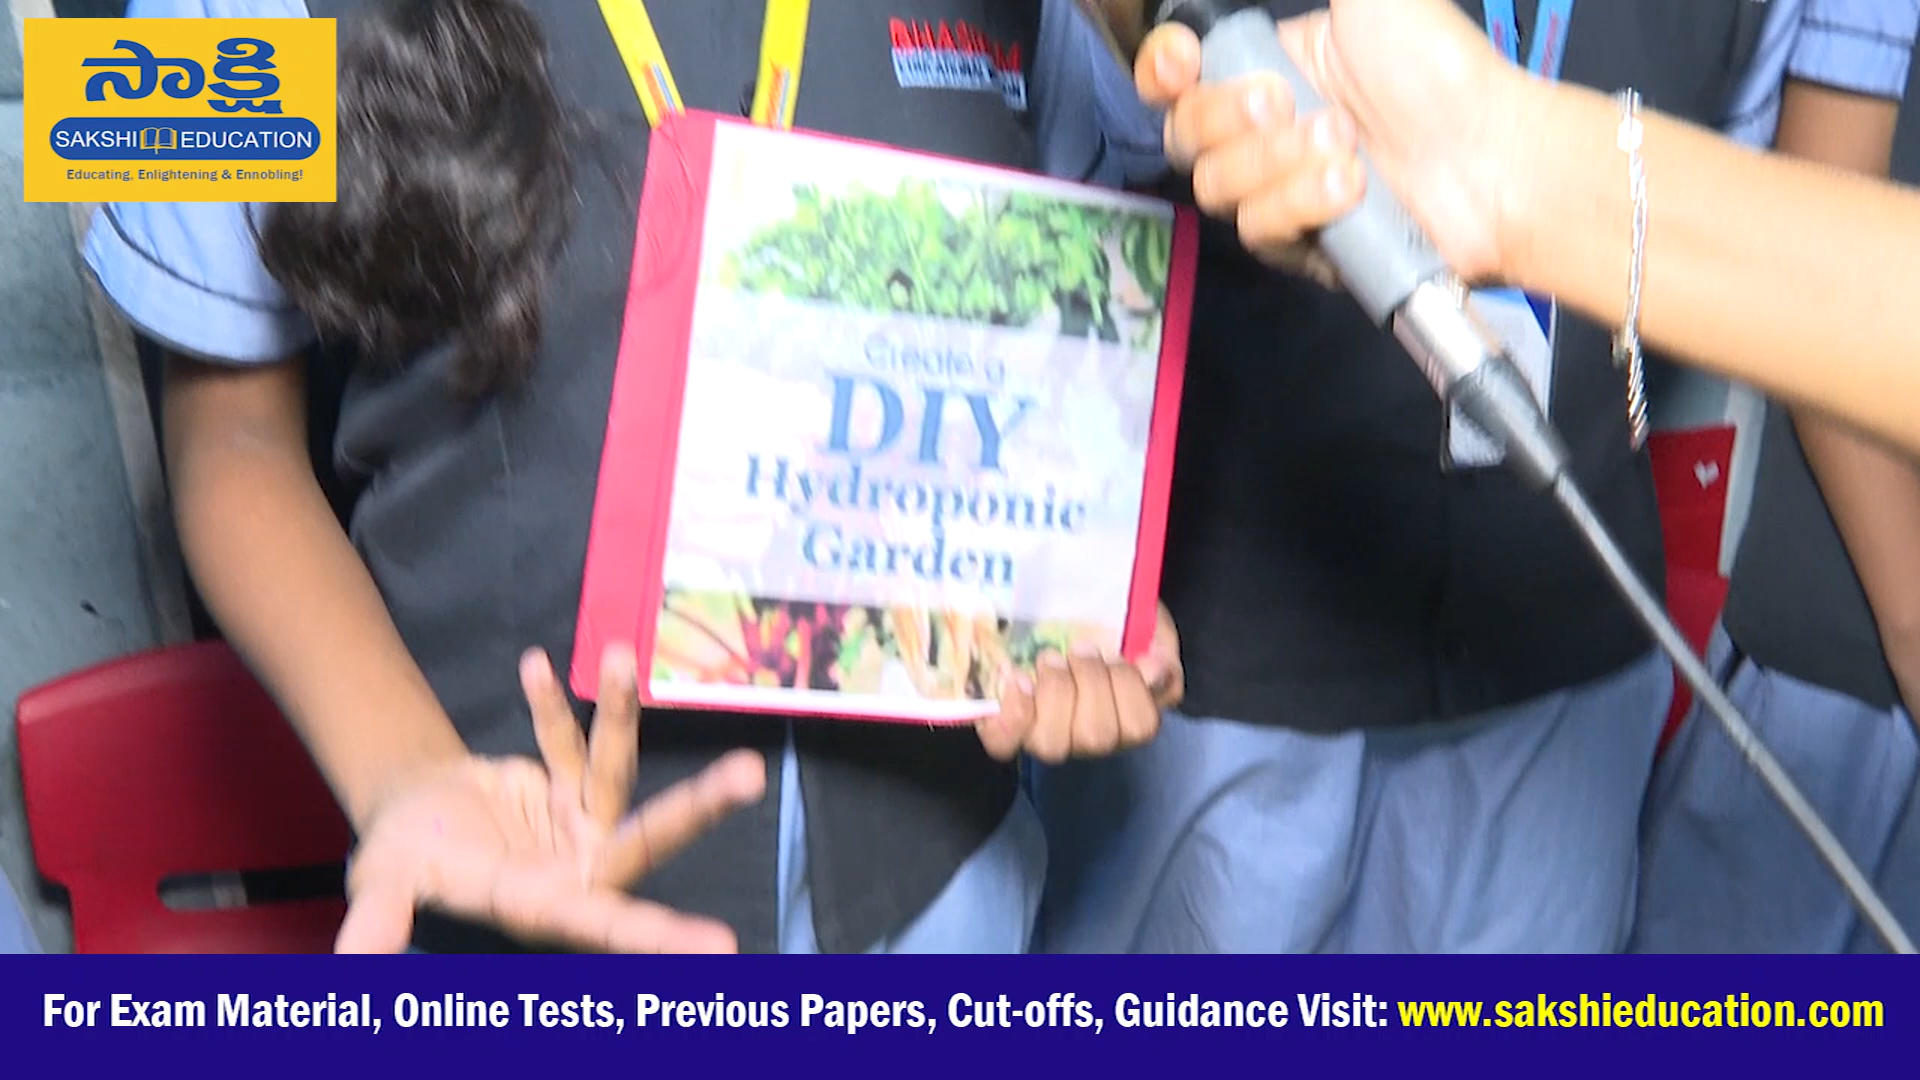 సాక్షి
SAKSHI EDUCATION
Educating, Enlightening & Ennobling!
Create a
DIY
Hydroponic
Garden
For Exam Material, Online Tests, Previous Papers, Cut-offs, Guidance Visit: www.sakshieducation.com